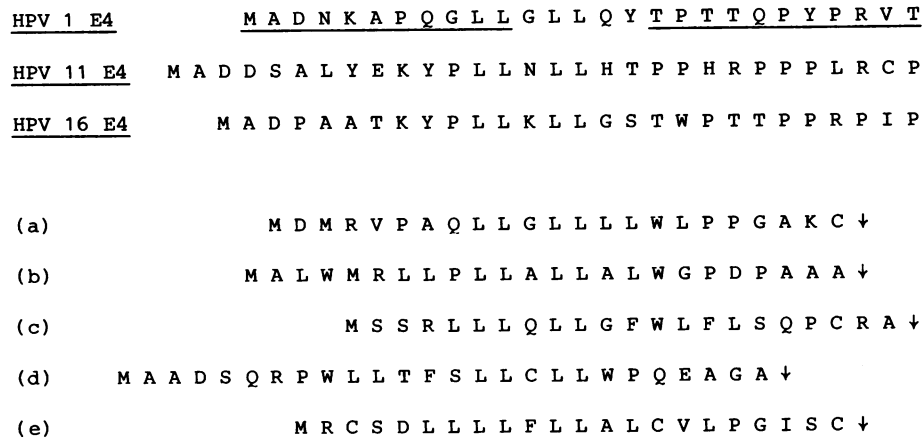 HPV 1 E4 M A D N K A P Q G L L G L L Q Y T P T T Q P Y P R V T
HPV 11 E4 M A D D S A L Y E K Y P L L N L L H T P P H R P P P L R C P
HPV 16 E4 M A D P A A T K Y P L L K L L G S T W P T T P P R P I P
(a) M D M R V P A Q L L G L L L L W L P P G A K C ↓
(b) M A L W M R L L P L L A L L A L W G P D P A A A ↓
(c) M S S R L L L Q L L G F W L F L S Q P C R A ↓
(d) M A A D S Q R P W L L T F S L L C L L W P Q E A G A ↓
(e) M R C S D L L L L F L L A L C V L P G I S C ↓